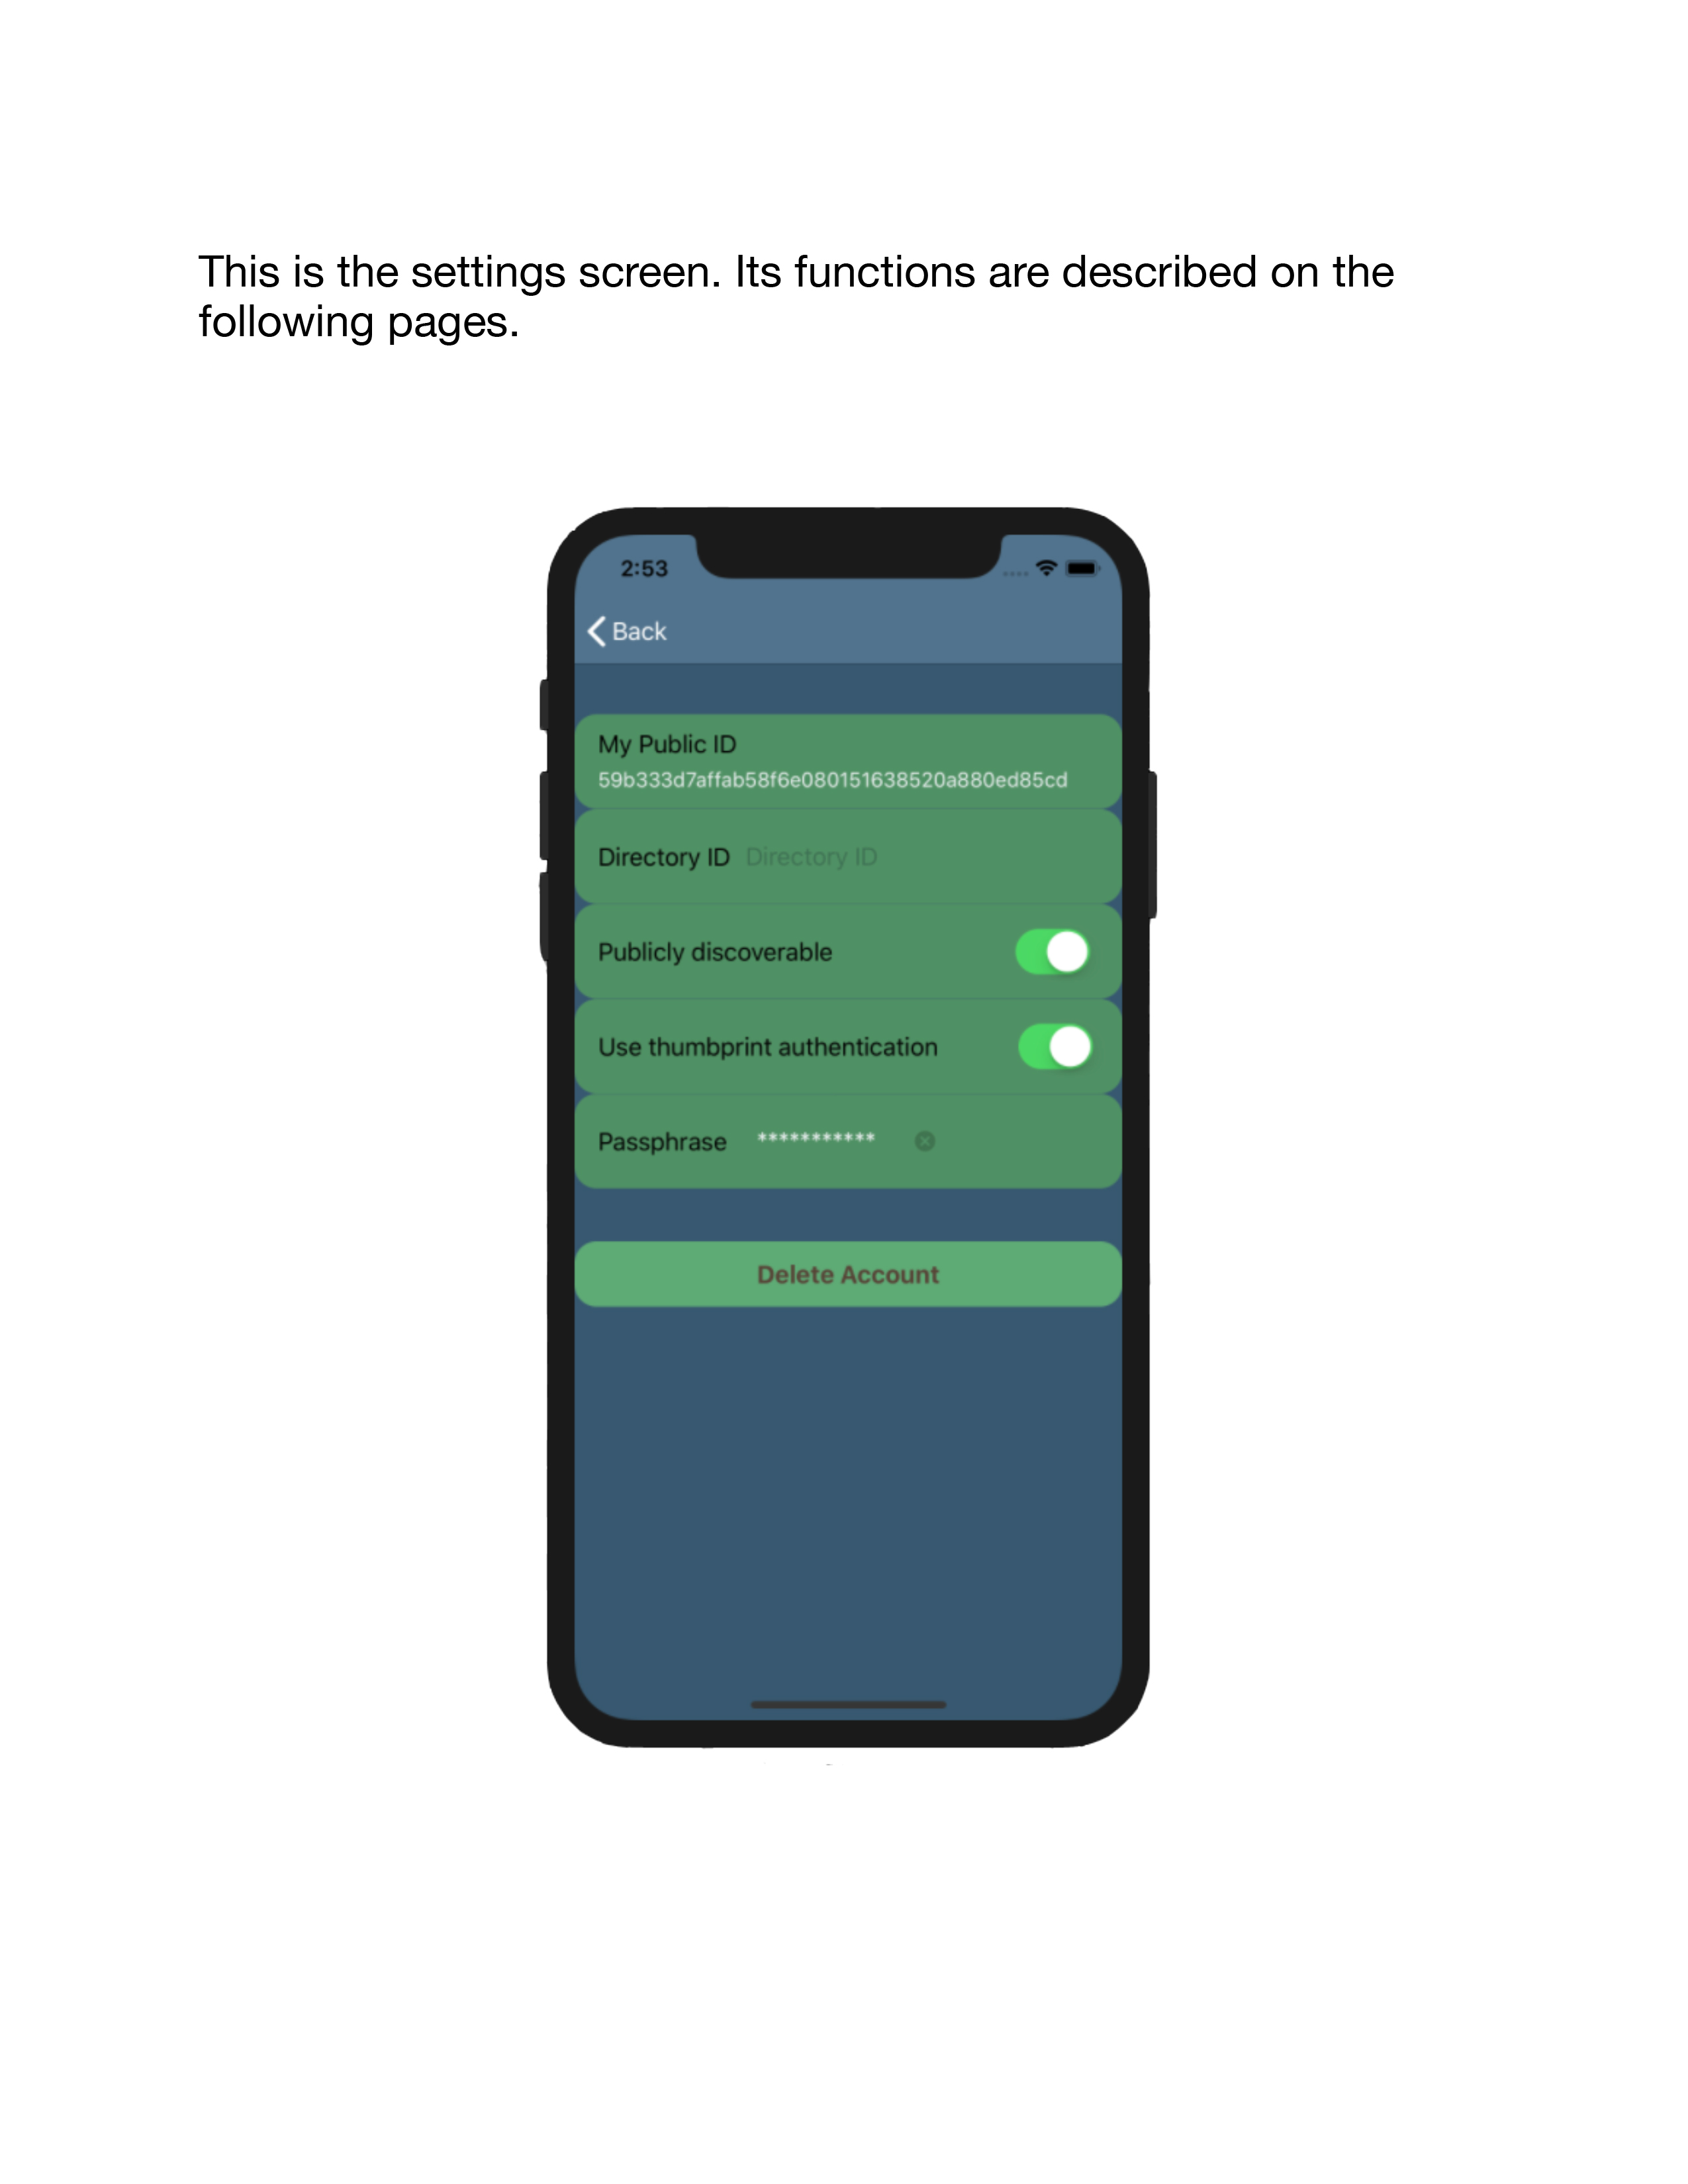 This is the settings screen. Its functions are described on the
following pages.
2:53
Back
My Public ID
59b333d7affab58f6e080151638520a880ed85cd
Directory ID Directory ID
Publicly discoverable
Use thumbprint authentication
Passphrase ***********
Delete Account